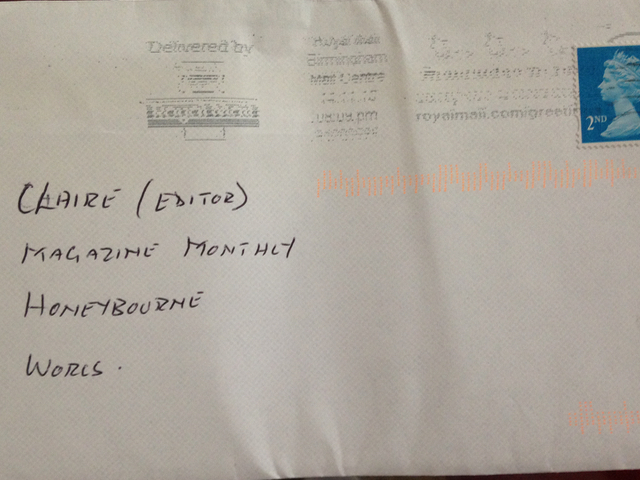 Delivered by
Royal Mail
Birmingham
Mail Centre
royalmail.com/greeti
2ND
CLAIRE (EDITOR)
MAGAZINE MONTHLY
HONEYBOURNE
WORCS.